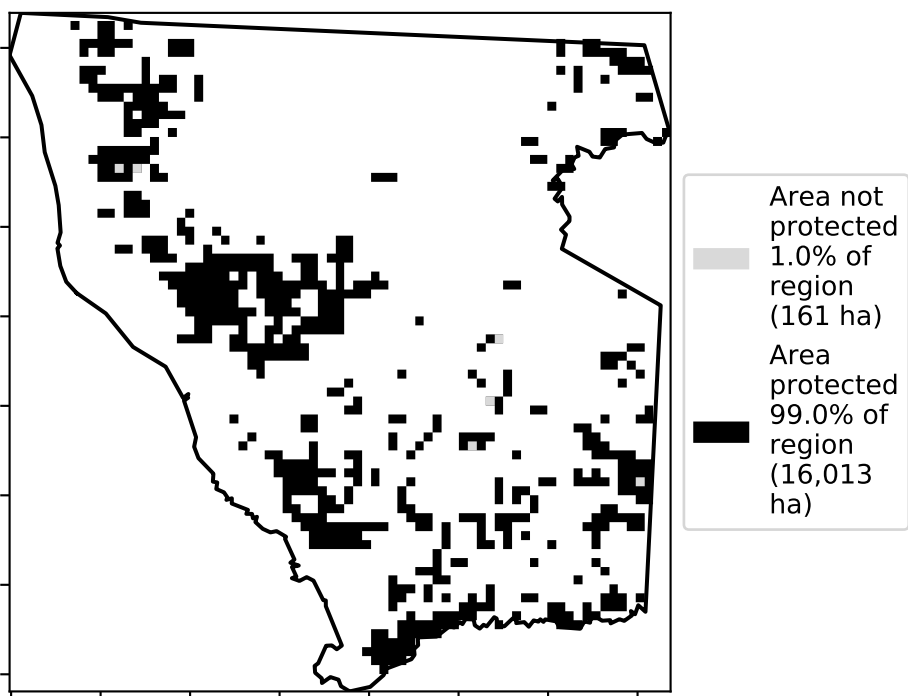 Area not
protected
1.0% of
region
(161 ha)
Area
protected
99.0% of
region
(16,013
ha)